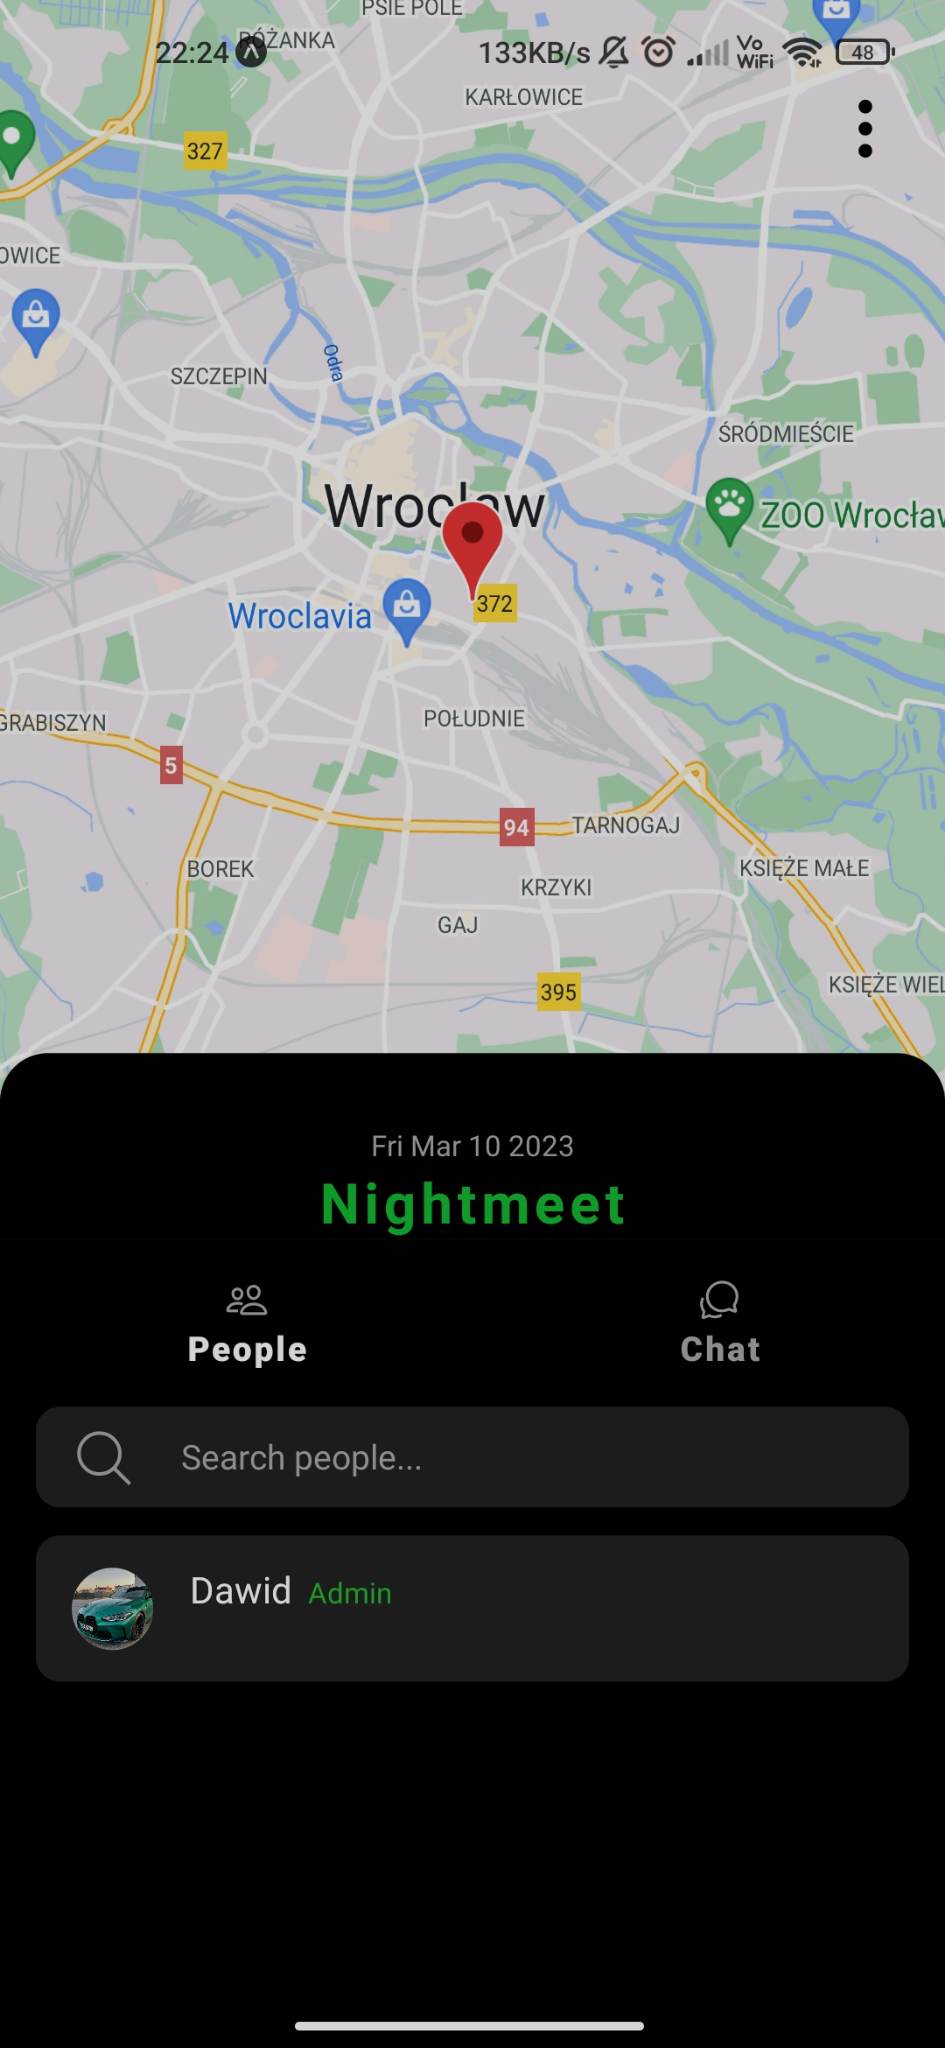 PSIE POLE
RÓŻANKA
22:24
133KB/s
Vo
WiFi
48
KARŁOWICE
327
OWICE
Odra
SZCZEPIN
ŚRÓDMIEŚCIE
Wrocław
ZOO Wrocław
372
Wroclavia
POŁUDNIE
GRABISZYN
5
94
TARNOGAJ
BOREK
KSIĘŻE MAŁE
KRZYKI
GAJ
KSIĘŻE WIEL
395
Fri Mar 10 2023
Nightmeet
People
Chat
Search people...
Dawid Admin